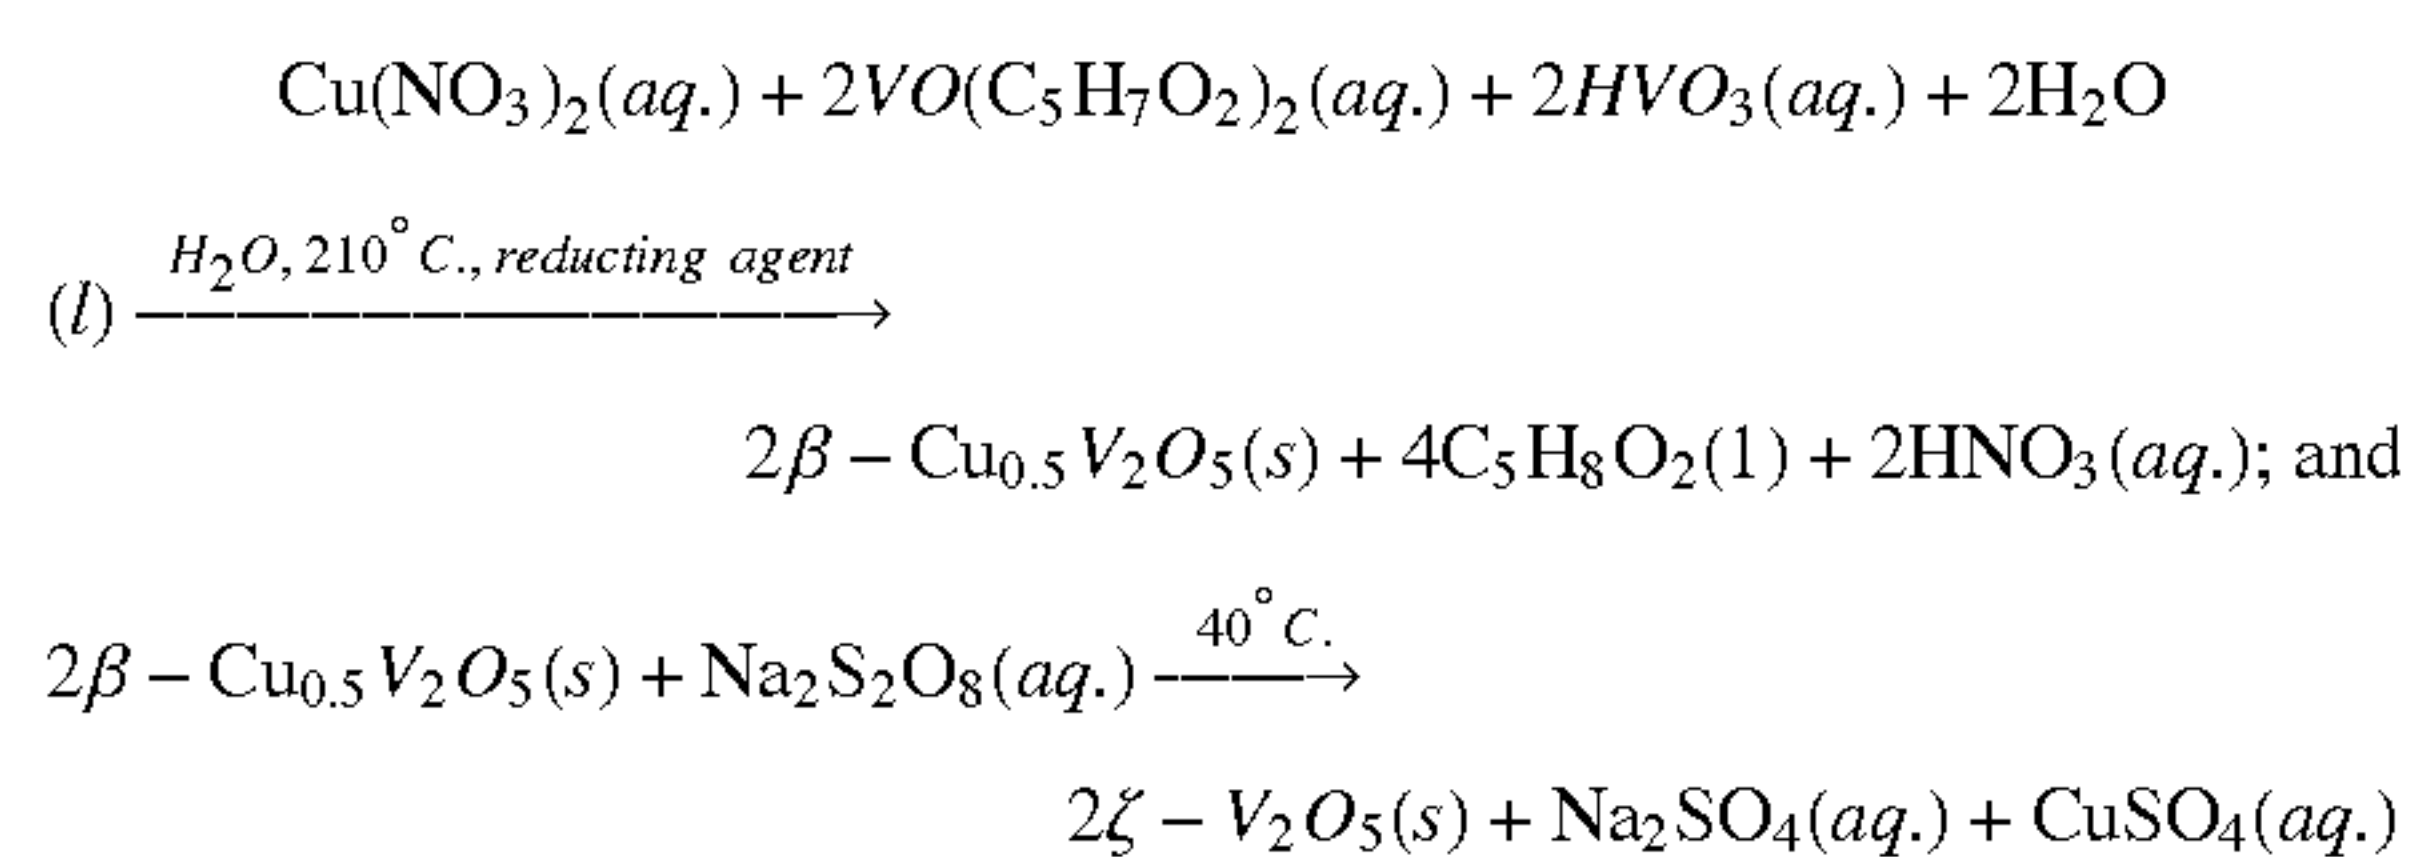 Cu(NO₃)₂(aq.) + 2VO(C₅H₇O₂)₂(aq.) + 2HVO₃(aq.) + 2H₂O
H₂O, 210° C., reducting agent
(l) ⟶
2β − Cu₀.₅V₂O₅(s) + 4C₅H₈O₂(1) + 2HNO₃(aq.); and
40° C.
2β − Cu₀.₅V₂O₅(s) + Na₂S₂O₈(aq.) ⟶
2ζ − V₂O₅(s) + Na₂SO₄(aq.) + CuSO₄(aq.)